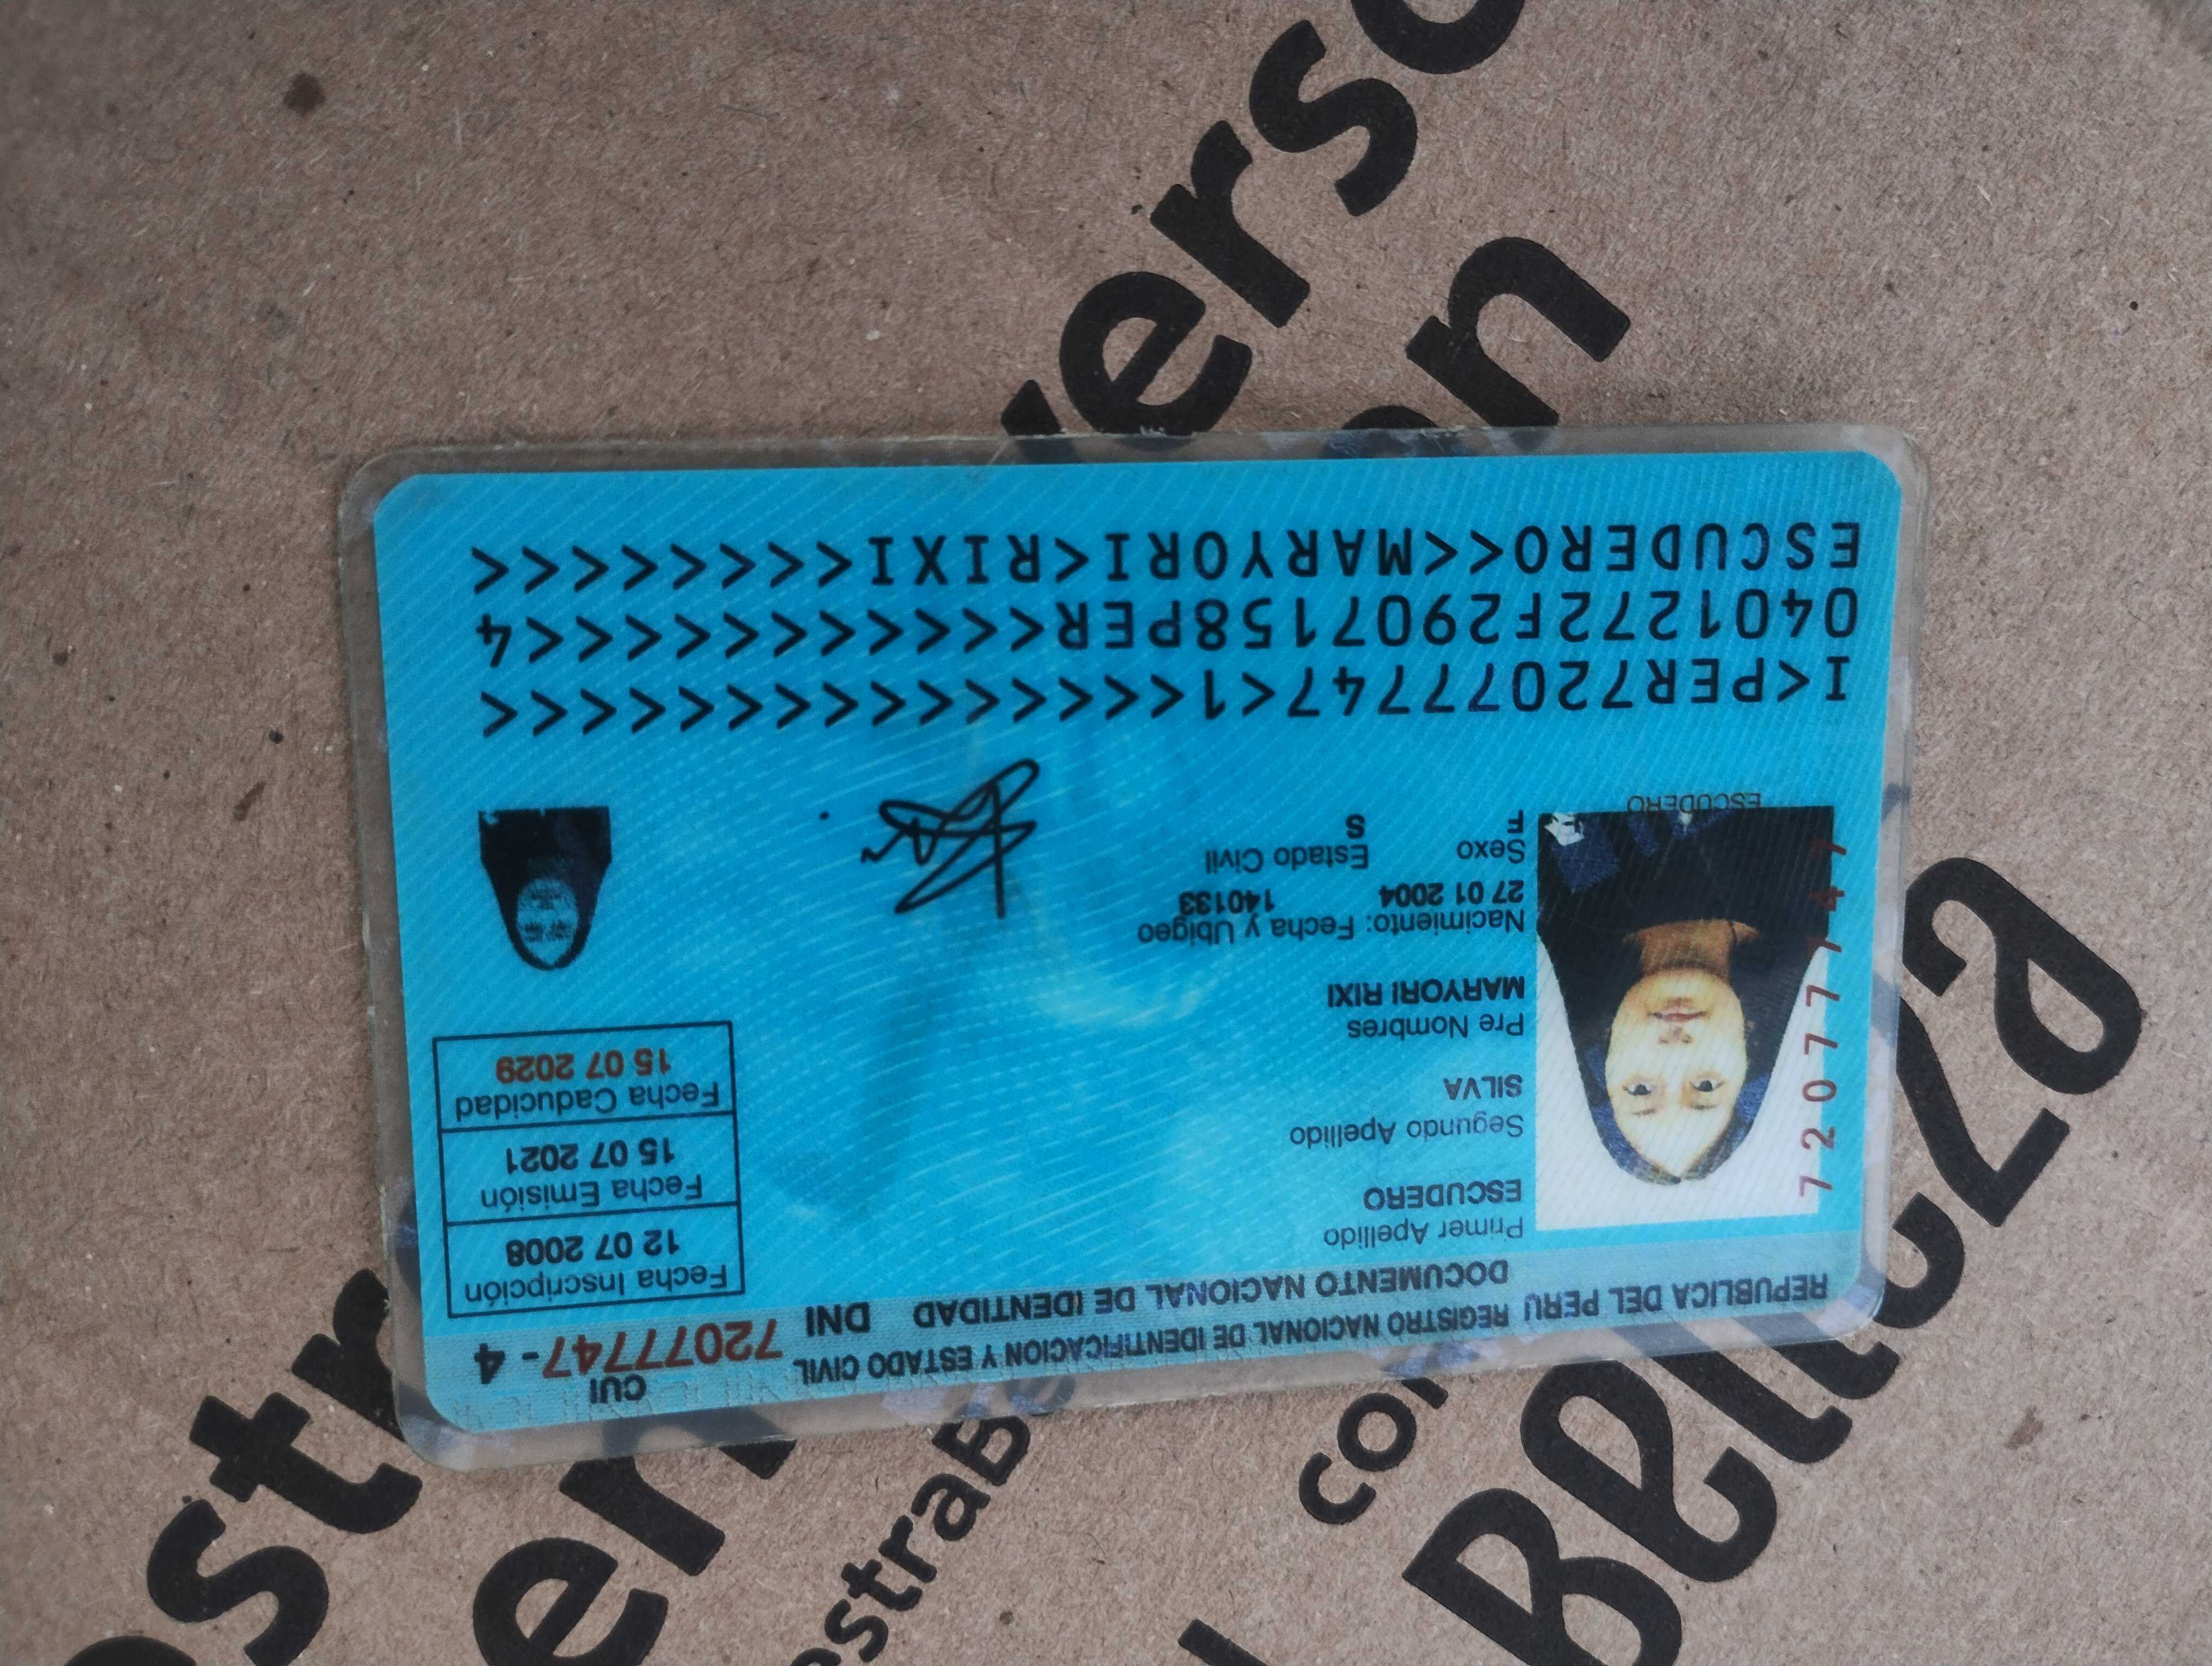 REPUBLICA DEL PERU REGISTRO NACIONAL DE IDENTIFICACION Y ESTADO CIVIL
DOCUMENTO NACIONAL DE IDENTIDAD DNI
CUI
72077747 - 4
Primer Apellido
ESCUDERO
Segundo Apellido
SILVA
Pre Nombres
MARYORI RIXI
Nacimiento: Fecha y Ubigeo
27 01 2004 140133
Sexo Estado Civil
F S
Fecha Inscripción
12 07 2008
Fecha Emisión
15 07 2021
Fecha Caducidad
15 07 2029
72077747
ESCUDERO
I<PER72077747<1<<<<<<<<<<<<<<<
0401272F2907158PER<<<<<<<<<<<4
ESCUDERO<<MARYORI<RIXI<<<<<<<<
Belleza